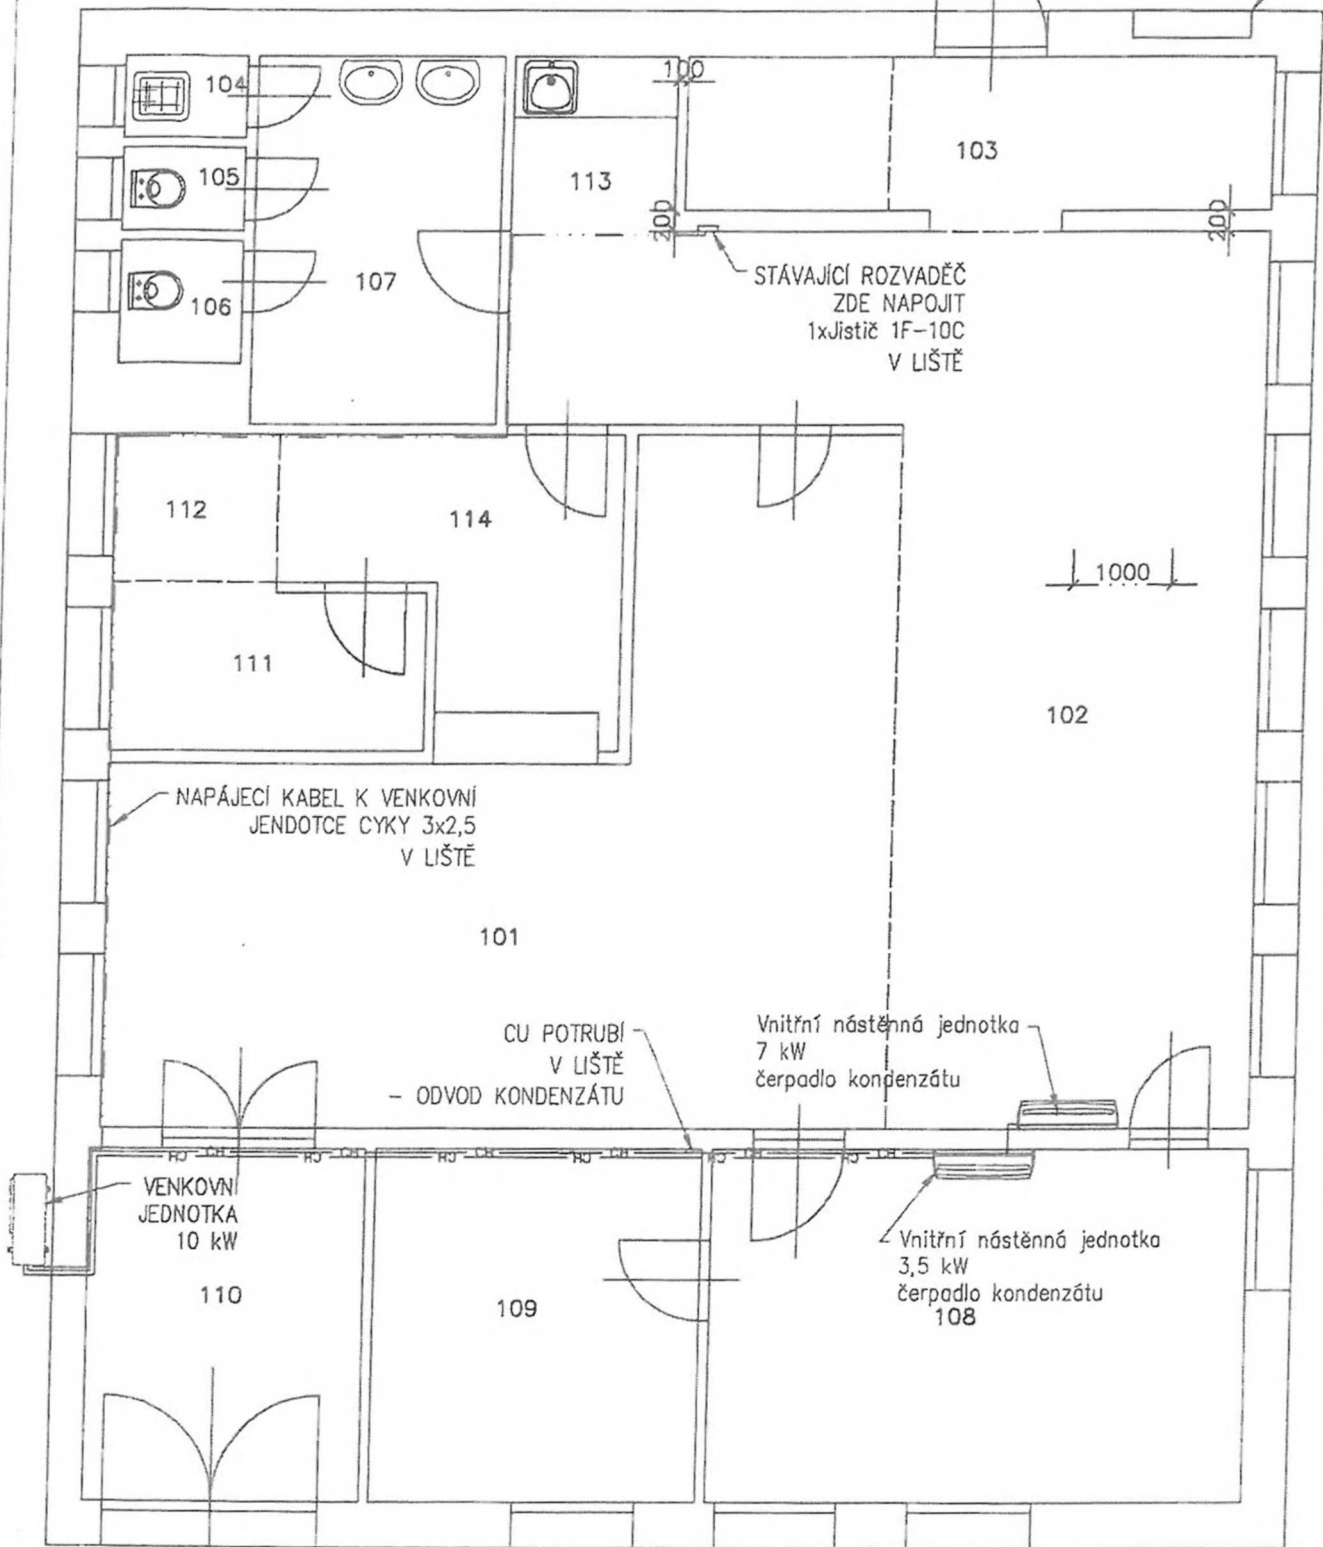 104
100
103
105
113
200
200
107
106
STÁVAJÍCÍ ROZVADĚČ
ZDE NAPOJIT
1xJistič 1F-10C
V LIŠTĚ
112
114
1000
111
102
NAPÁJECÍ KABEL K VENKOVNÍ
JENDOTCE CYKY 3x2,5
V LIŠTĚ
101
CU POTRUBÍ
V LIŠTĚ
- ODVOD KONDENZÁTU
Vnitřní nástěnná jednotka
7 kW
čerpadlo kondenzátu
VENKOVNÍ
JEDNOTKA
10 kW
Vnitřní nástěnná jednotka
3,5 kW
čerpadlo kondenzátu
110
109
108